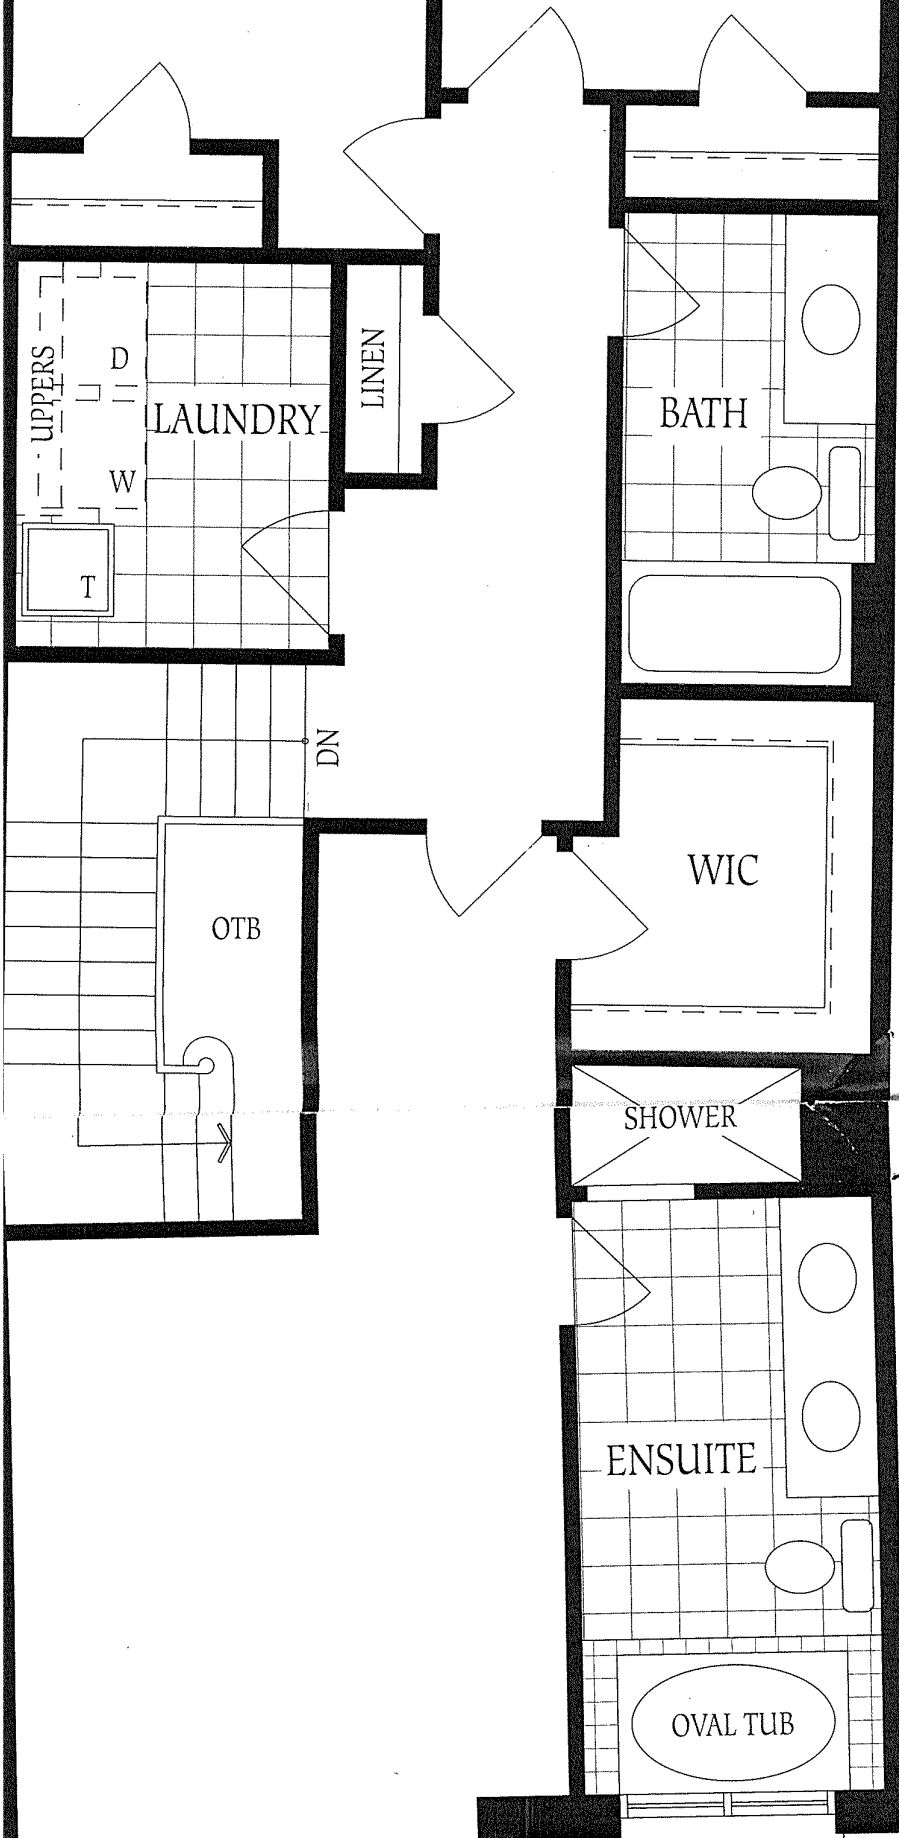 UPPERS
D
LINEN
LAUNDRY
BATH
W
T
DN
WIC
OTB
SHOWER
ENSUITE
OVAL TUB